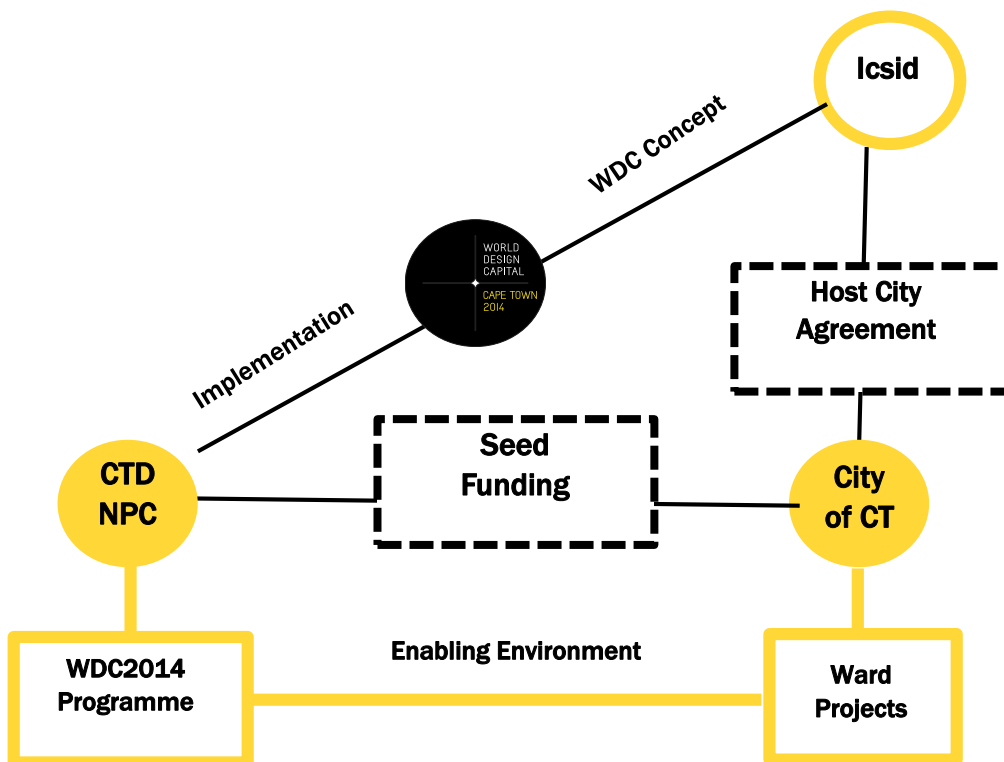 Icsid
WDC Concept
WORLD
DESIGN
CAPITAL
CAPE TOWN
2014
Host City
Agreement
Implementation
Seed
Funding
CTD
NPC
City
of CT
Enabling Environment
WDC2014
Programme
Ward
Projects